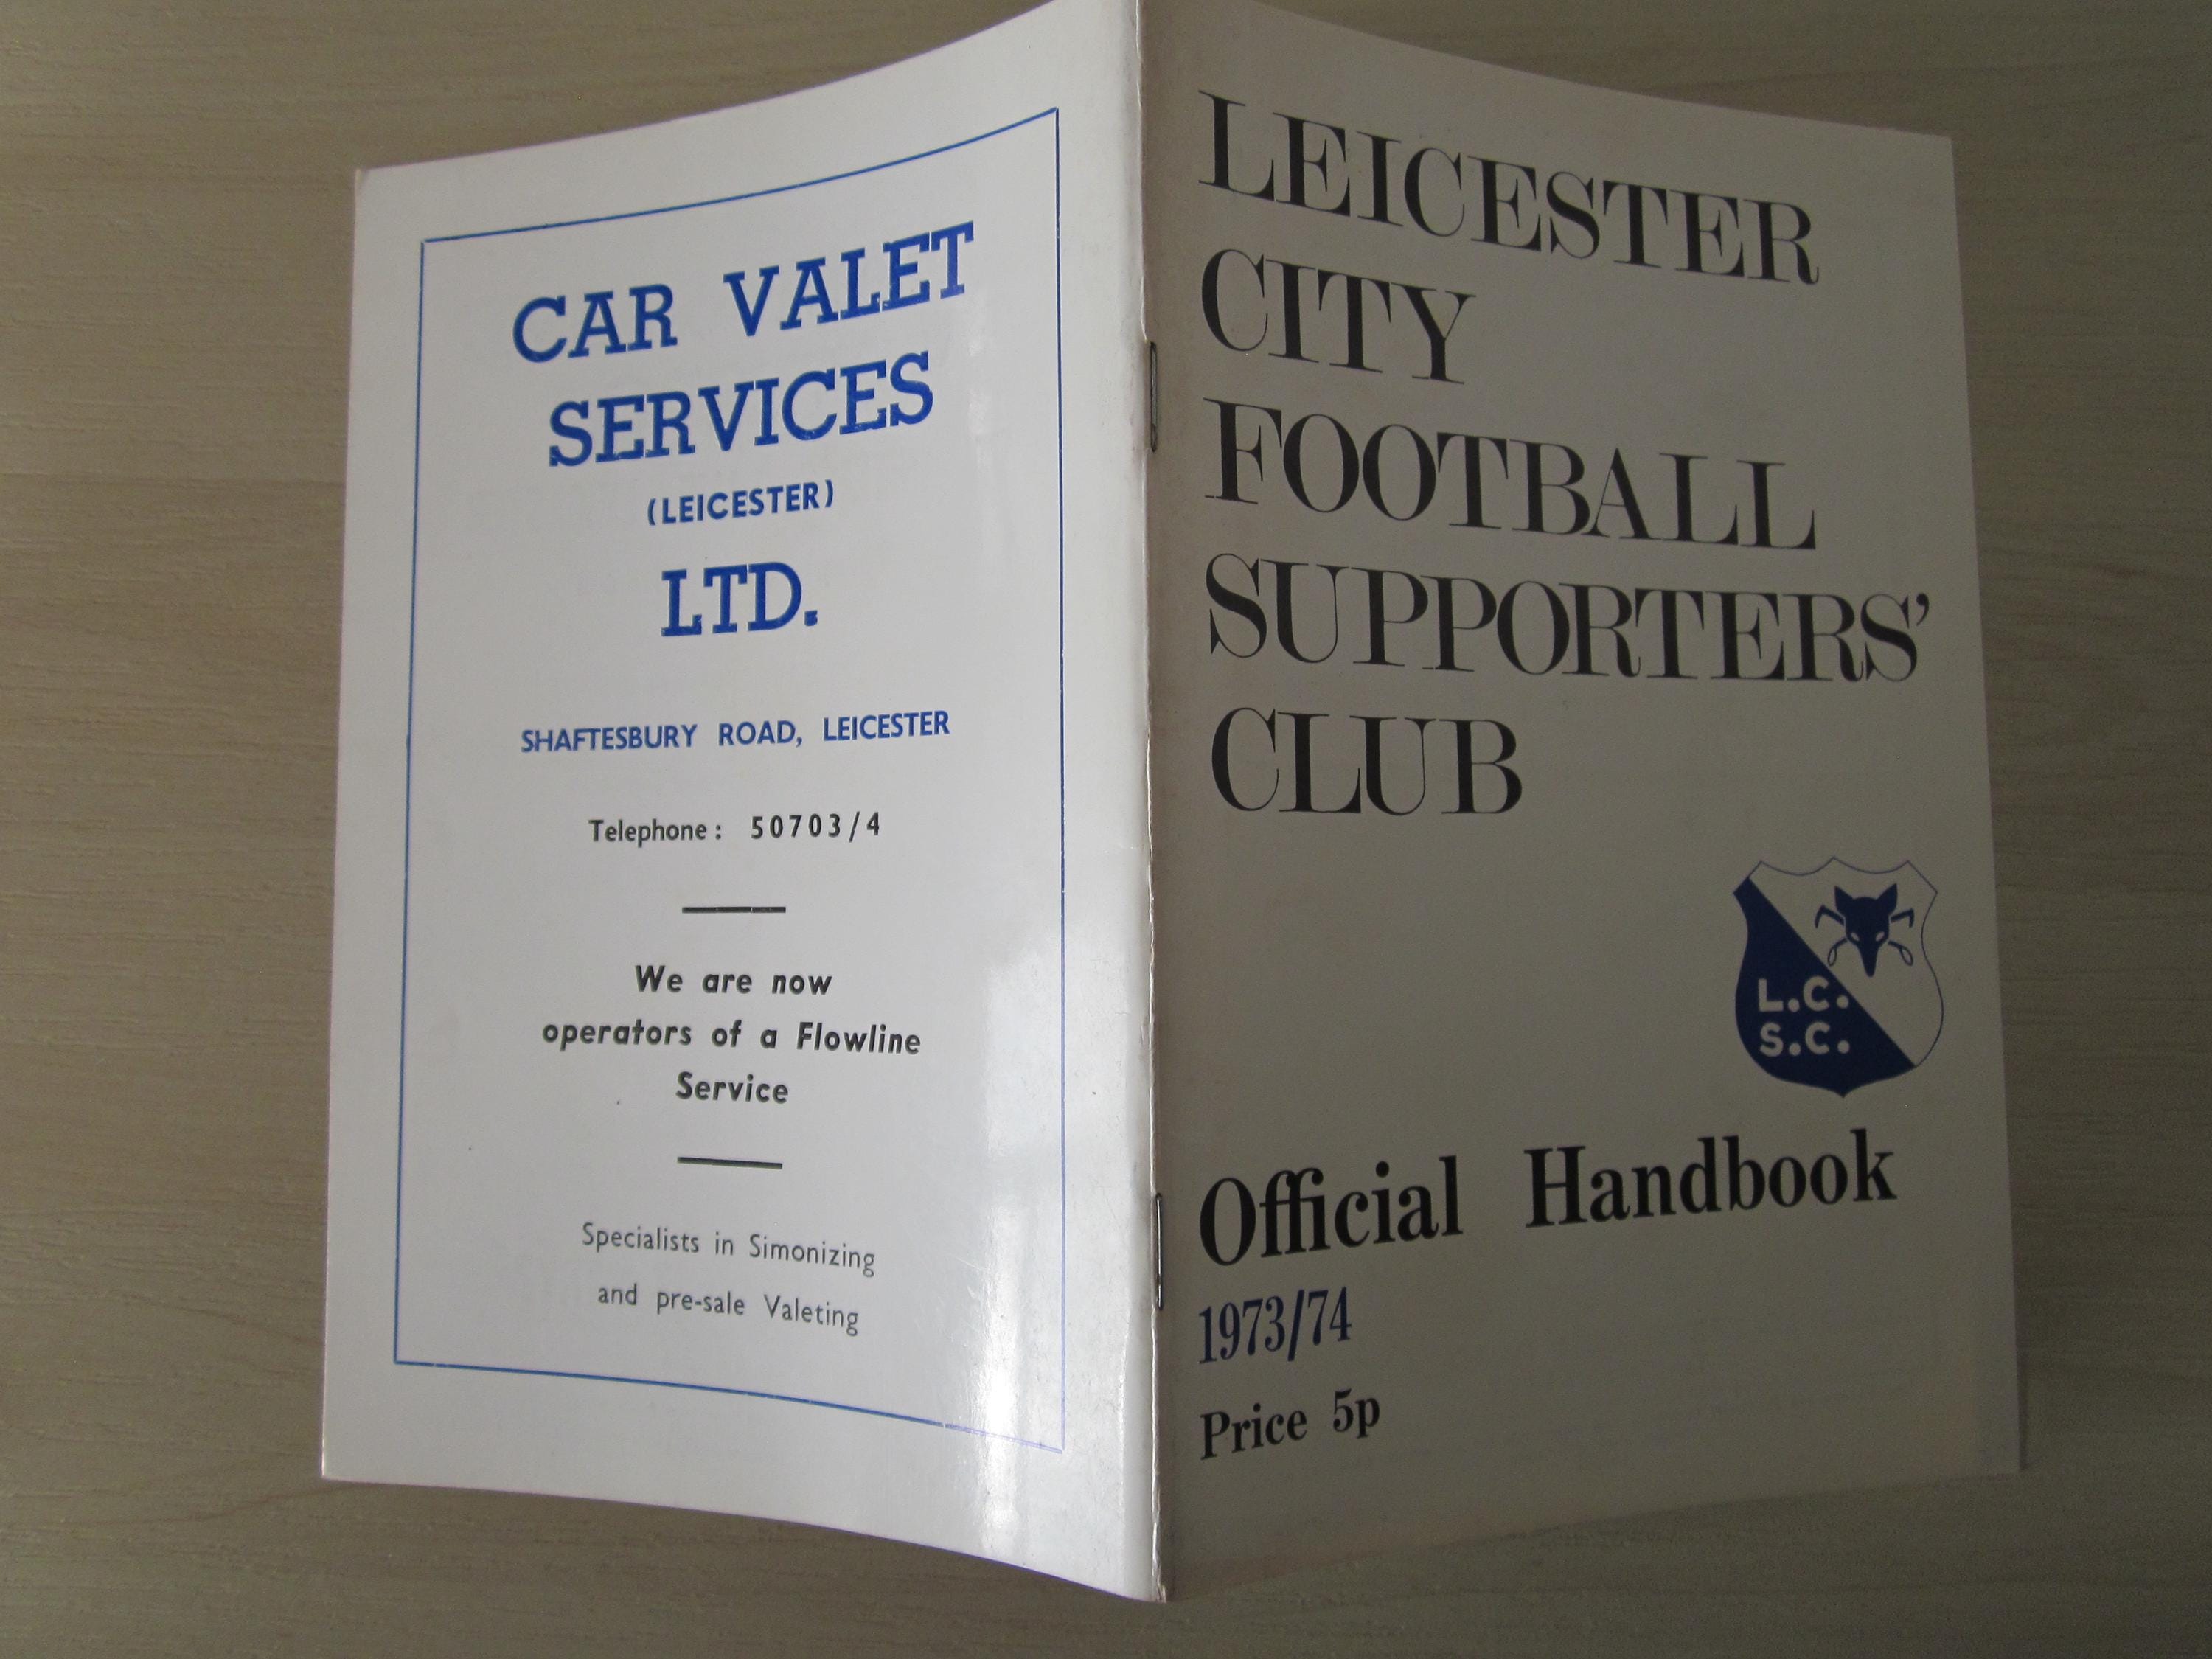 CAR VALET
SERVICES
(LEICESTER)
LTD.
SHAFTESBURY ROAD, LEICESTER
Telephone: 50703/4
We are now
operators of a Flowline
Service
Specialists in Simonizing
and pre-sale Valeting
LEICESTER
CITY
FOOTBALL
SUPPORTERS'
CLUB
L.C.
S.C.
Official Handbook
1973/74
Price 5p